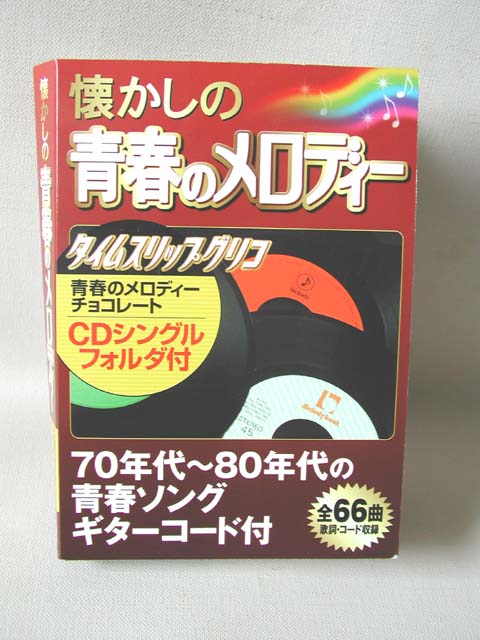 懐かしの
青春のメロディー
懐かしの青春のメロディー
タイムスリップグリコ
青春のメロディー
チョコレート
CDシングル
フォルダ付
Melodybook
STEREO
45
70年代～80年代の
青春ソング
ギターコード付
全66曲
歌詞・コード収録